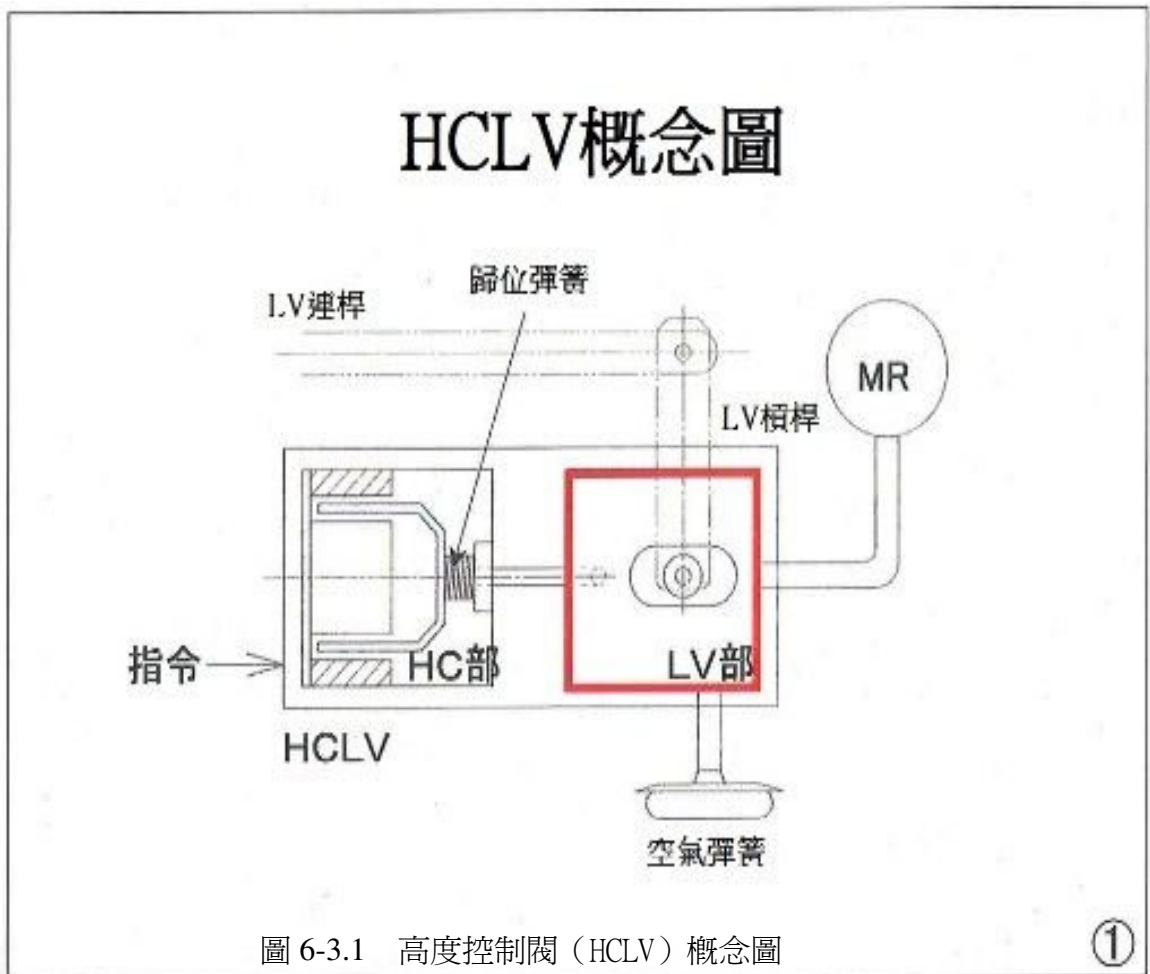 HCLV概念圖
歸位彈簧
LV連桿
MR
LV槓桿
指令
HC部
LV部
HCLV
空氣彈簧
圖 6-3.1 高度控制閥（HCLV）概念圖
①